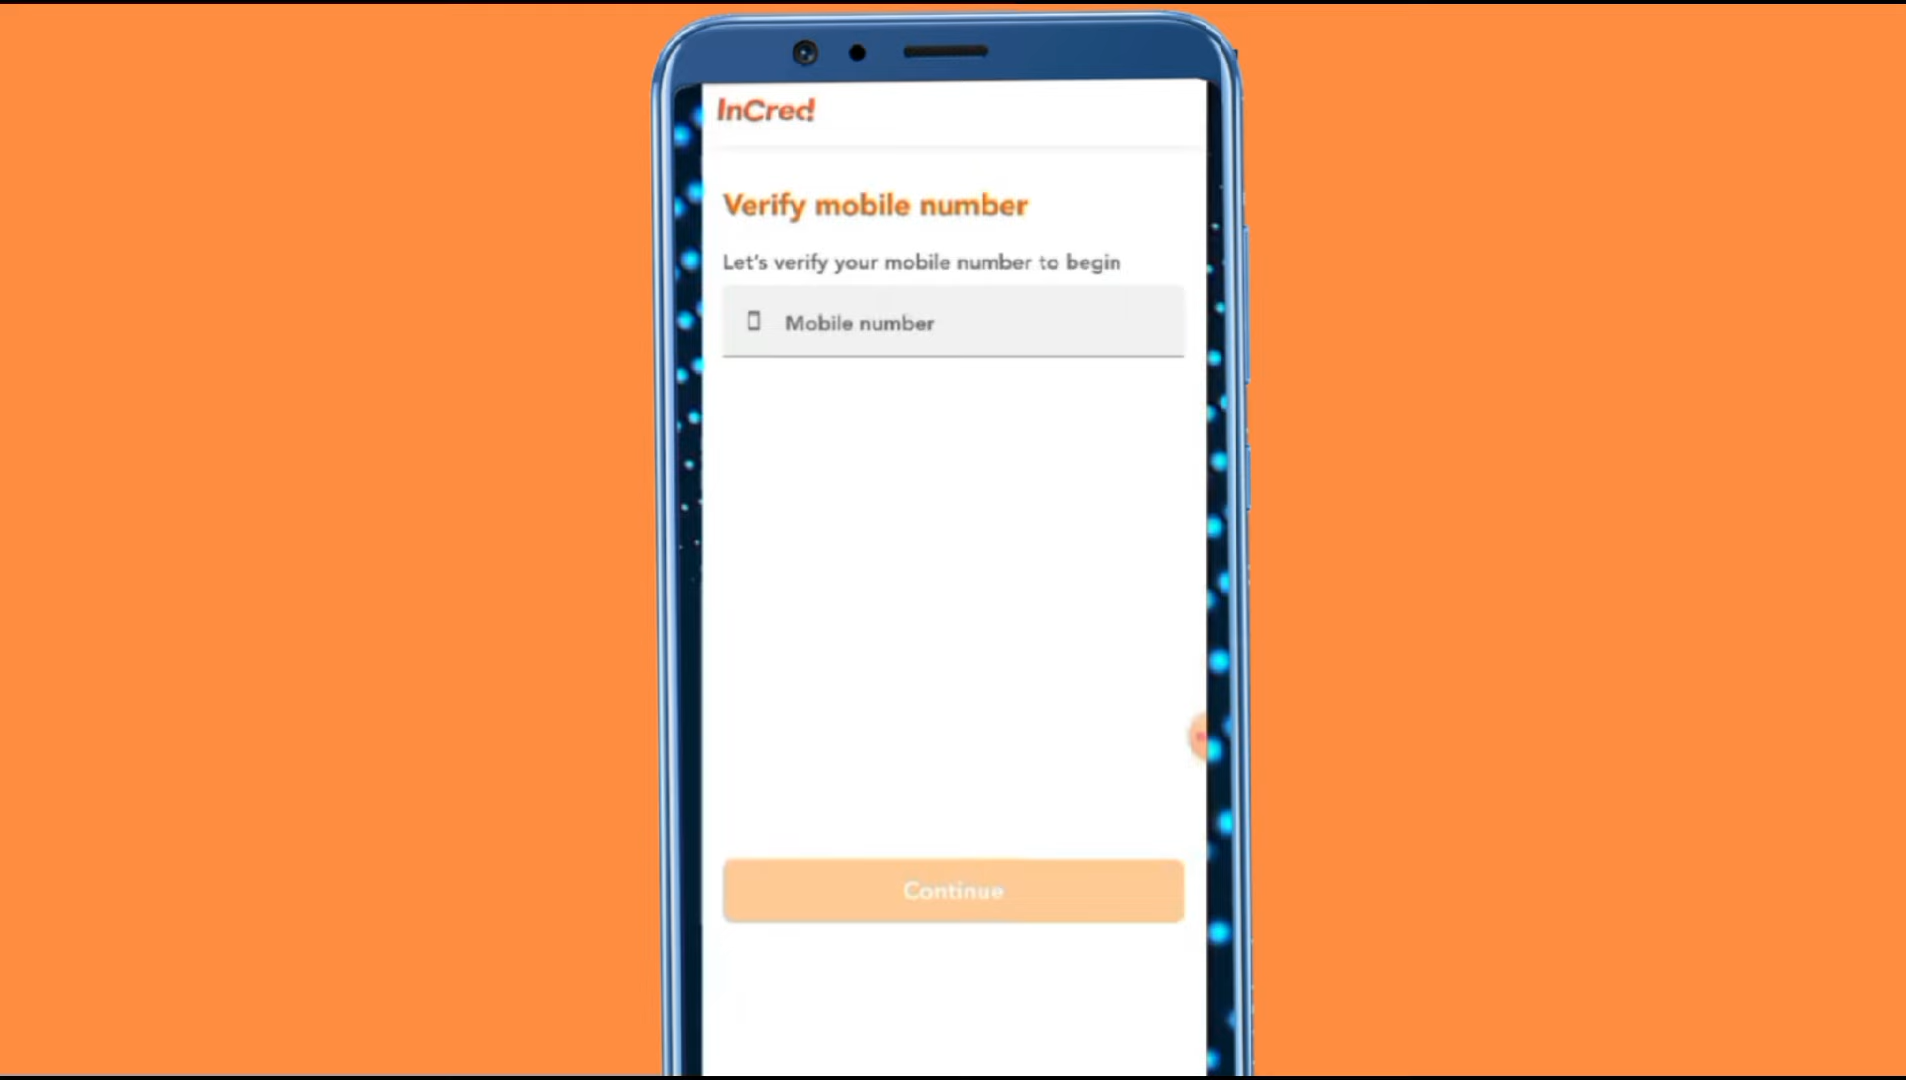 InCred
Verify mobile number
Let's verify your mobile number to begin
Mobile number
Continue